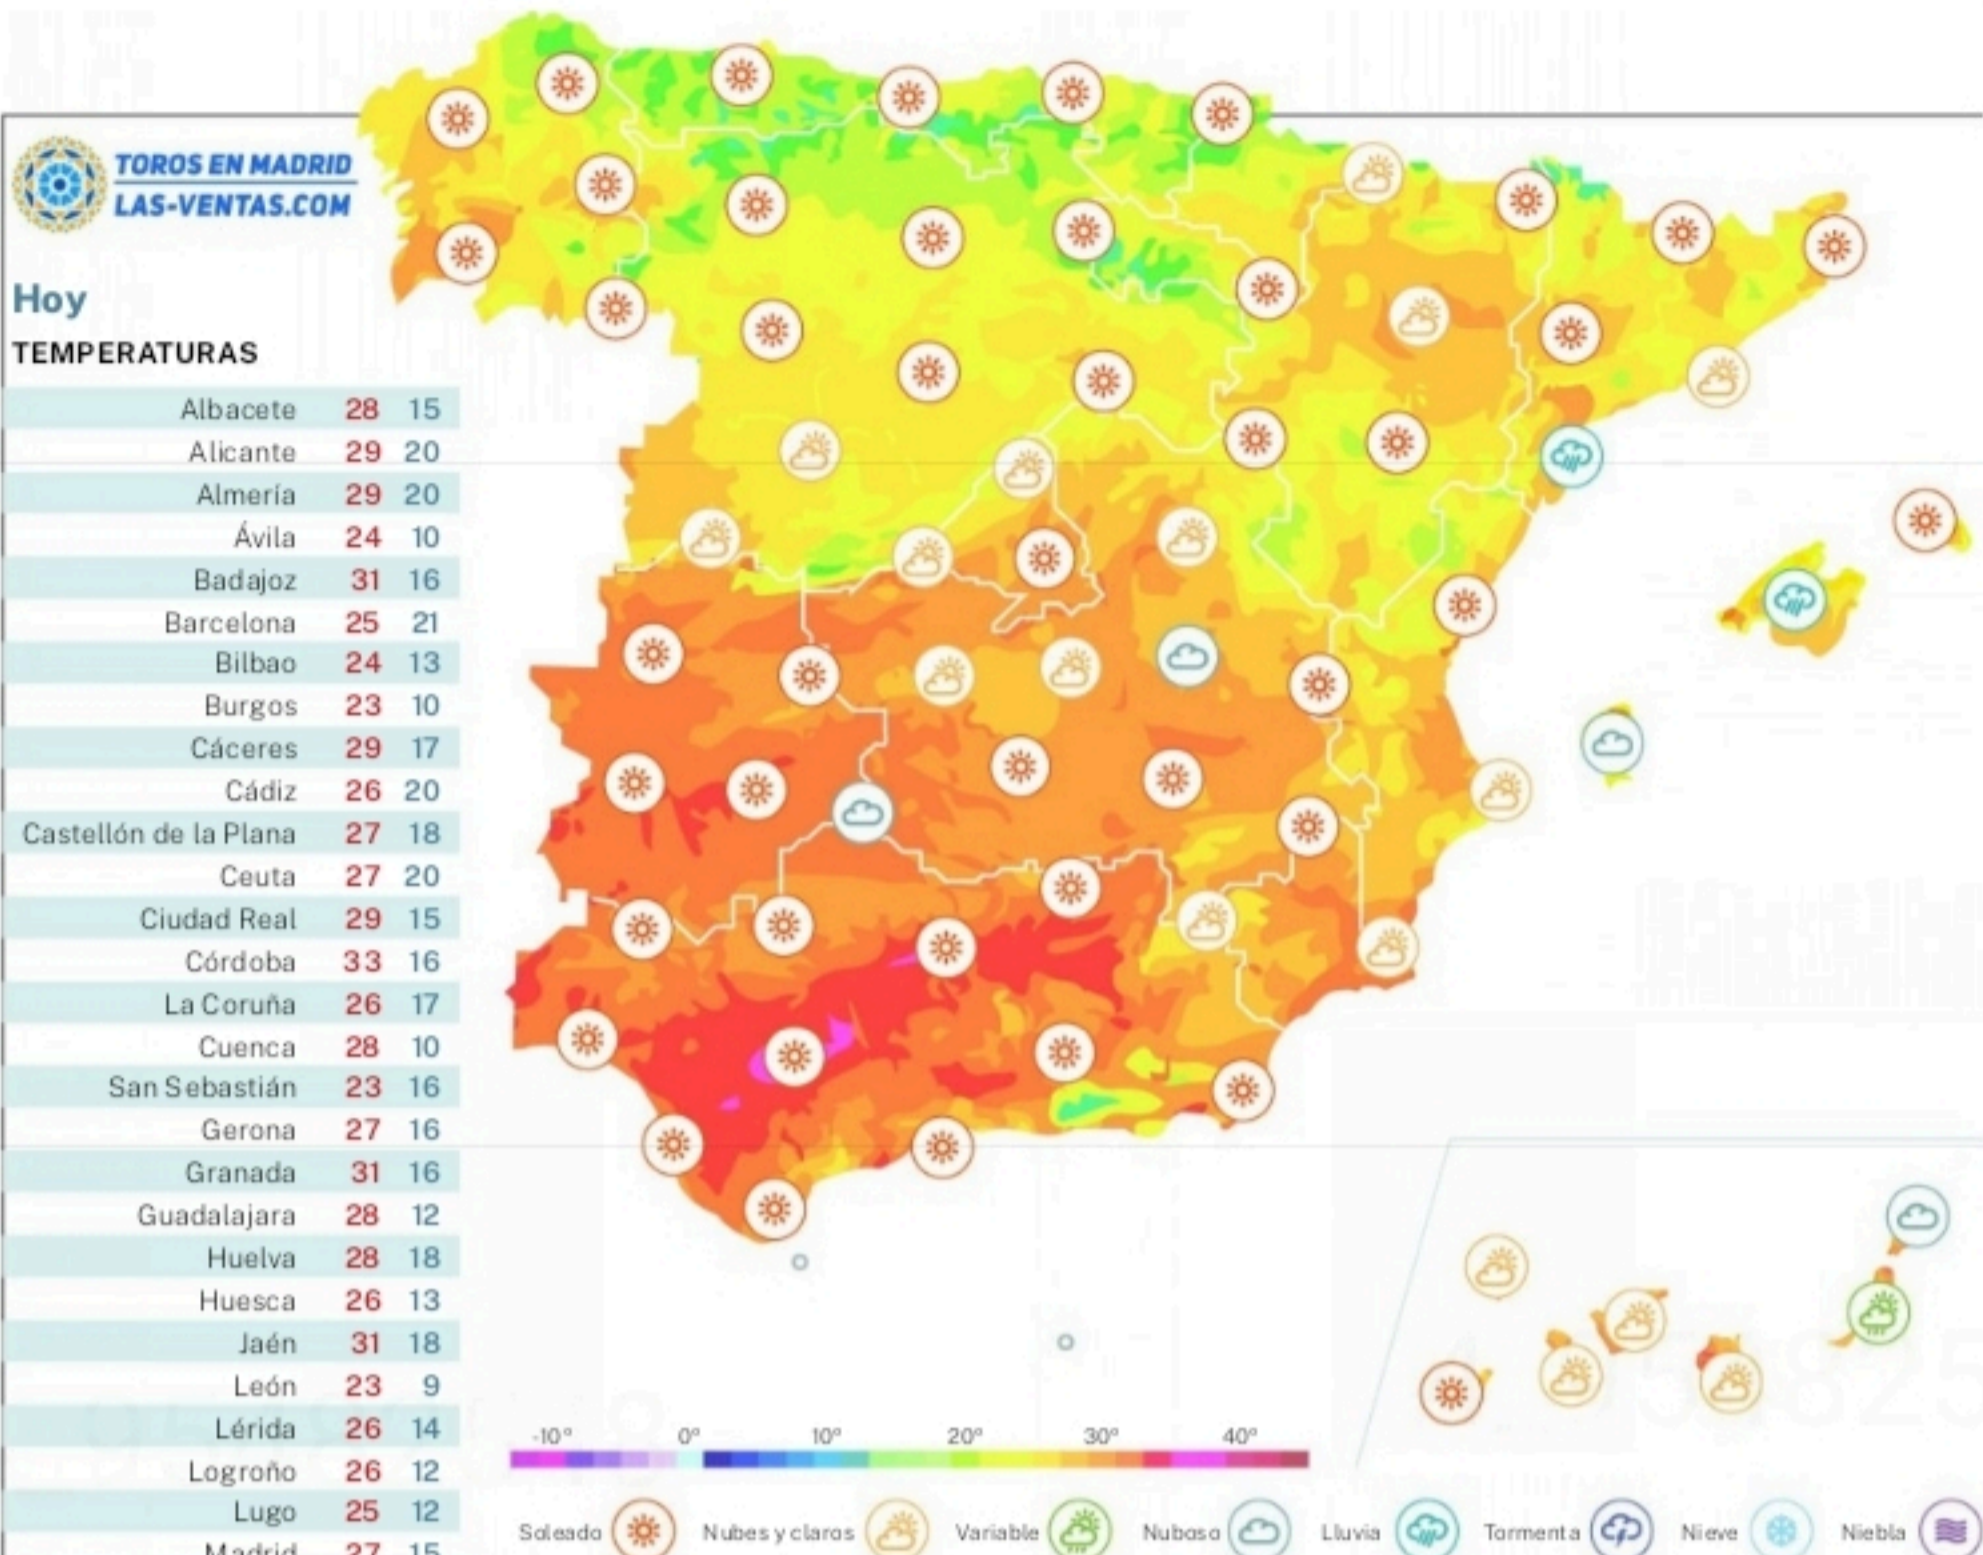 TOROS EN MADRID
LAS-VENTAS.COM
Hoy
TEMPERATURAS
Albacete 28 15
Alicante 29 20
Almería 29 20
Ávila 24 10
Badajoz 31 16
Barcelona 25 21
Bilbao 24 13
Burgos 23 10
Cáceres 29 17
Cádiz 26 20
Castellón de la Plana 27 18
Ceuta 27 20
Ciudad Real 29 15
Córdoba 33 16
La Coruña 26 17
Cuenca 28 10
San Sebastián 23 16
Gerona 27 16
Granada 31 16
Guadalajara 28 12
Huelva 28 18
Huesca 26 13
Jaén 31 18
León 23 9
Lérida 26 14
Logroño 26 12
Lugo 25 12
Madrid 27 15
-10° 0° 10° 20° 30° 40°
Soleado Nubes y claros Variable Nuboso Lluvia Tormenta Nieve Niebla